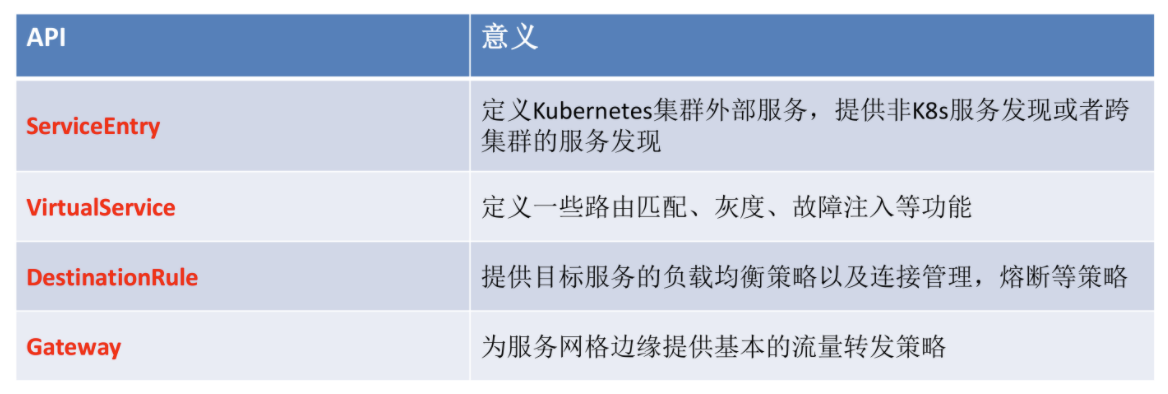 API
意义
ServiceEntry
定义Kubernetes集群外部服务，提供非K8s服务发现或者跨
集群的服务发现
VirtualService
定义一些路由匹配、灰度、故障注入等功能
DestinationRule
提供目标服务的负载均衡策略以及连接管理，熔断等策略
Gateway
为服务网格边缘提供基本的流量转发策略